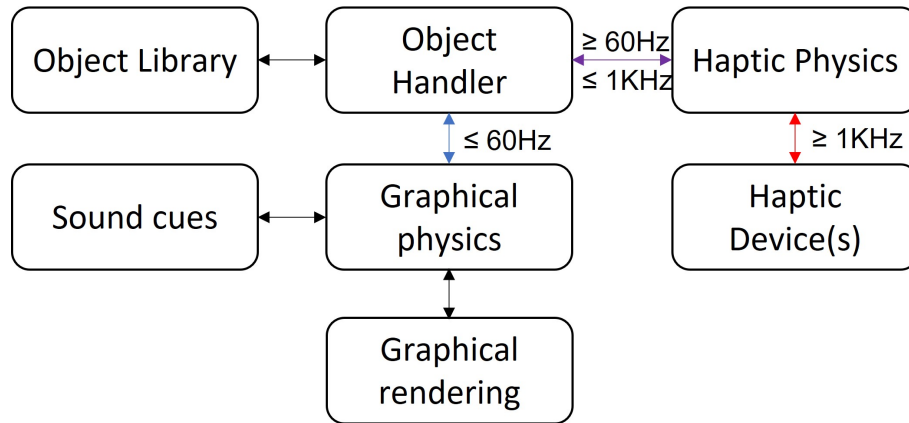 Object Library
Object
Handler
≥ 60Hz
≤ 1KHz
Haptic Physics
≤ 60Hz
≥ 1KHz
Sound cues
Graphical
physics
Haptic
Device(s)
Graphical
rendering